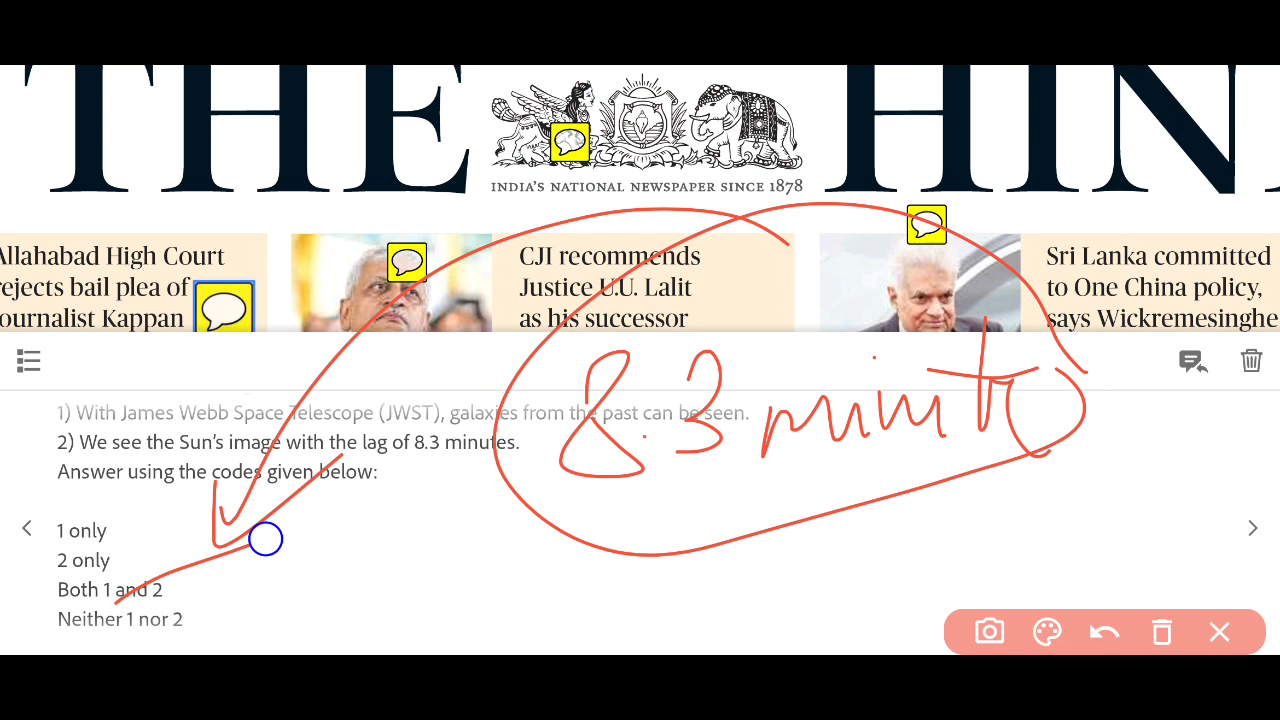 THE HIN
INDIA'S NATIONAL NEWSPAPER SINCE 1878
Allahabad High Court
rejects bail plea of
journalist Kappan
CJI recommends
Justice U.U. Lalit
as his successor
Sri Lanka committed
to One China policy,
says Wickremesinghe
1) With James Webb Space Telescope (JWST), galaxies from the past can be seen.
2) We see the Sun's image with the lag of 8.3 minutes.
Answer using the codes given below:
1 only
2 only
Both 1 and 2
Neither 1 nor 2
8.3 minuts